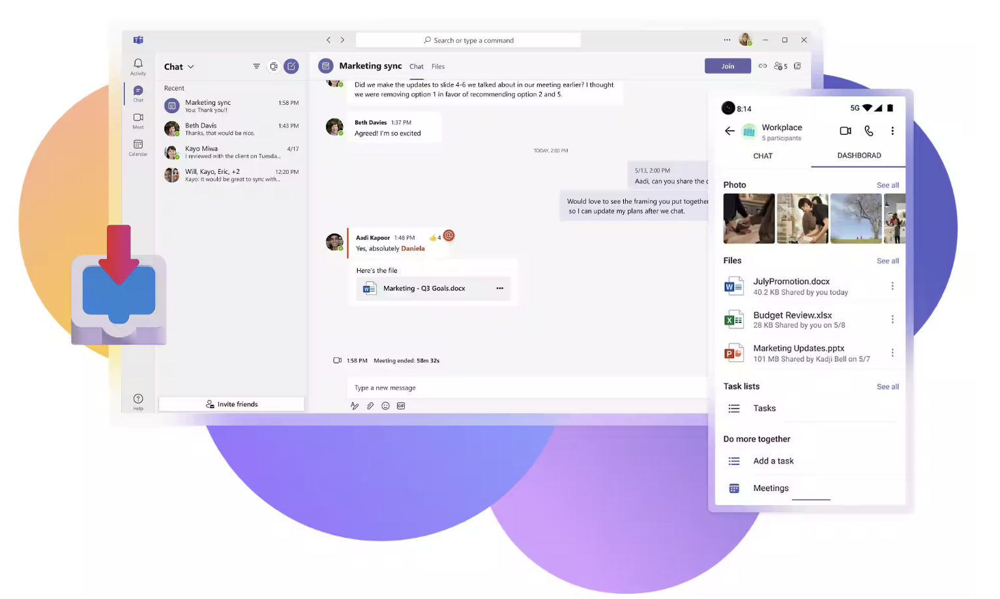 Search or type a command
Activity
Chat
Meet
Calendar
Help
Chat
Recent
Marketing sync
1:58 PM
You: Thank you!!
Beth Davis
1:43 PM
Thanks, that would be nice.
Kayo Miwa
4/17
I reviewed with the client on Tuesda...
Will, Kayo, Eric, +2
12:20 PM
Kayo: It would be great to sync with...
Invite friends
Marketing sync
Chat
Files
Join
5
Did we make the updates to slide 4-6 we talked about in our meeting earlier? I thought
we were removing option 1 in favor of recommending option 2 and 5.
Beth Davies 1:37 PM
Agreed! I'm so excited
TODAY, 2:00 PM
5/13, 2:00 PM
Aadi, can you share the
Would love to see the framing you put together
so I can update my plans after we chat.
Aadi Kapoor 1:48 PM
4
@
Yes, absolutely Daniela
Here's the file
Marketing - Q3 Goals.docx
1:58 PM Meeting ended: 58m 32s
Type a new message
GIF
8:14
5G
Workplace
5 participants
CHAT
DASHBORAD
Photo
See all
Files
See all
JulyPromotion.docx
40.2 KB Shared by you today
Budget Review.xlsx
28 KB Shared by you on 5/8
Marketing Updates.pptx
101 MB Shared by Kadji Bell on 5/7
Task lists
See all
Tasks
Do more together
Add a task
Meetings